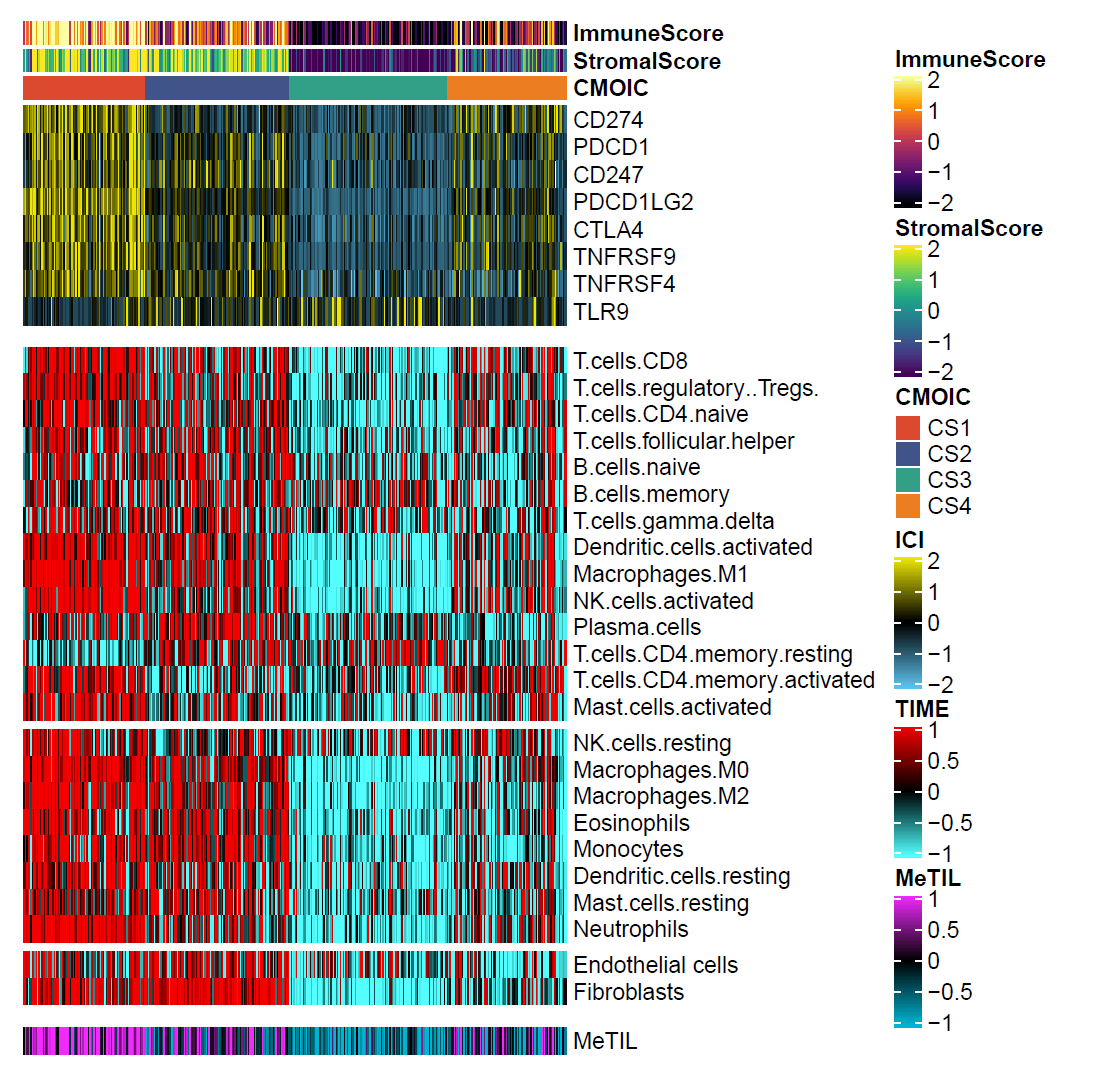 ImmuneScore
StromalScore
CMOIC
CD274
PDCD1
CD247
PDCD1LG2
CTLA4
TNFRSF9
TNFRSF4
TLR9
T.cells.CD8
T.cells.regulatory..Tregs.
T.cells.CD4.naive
T.cells.follicular.helper
B.cells.naive
B.cells.memory
T.cells.gamma.delta
Dendritic.cells.activated
Macrophages.M1
NK.cells.activated
Plasma.cells
T.cells.CD4.memory.resting
T.cells.CD4.memory.activated
Mast.cells.activated
NK.cells.resting
Macrophages.M0
Macrophages.M2
Eosinophils
Monocytes
Dendritic.cells.resting
Mast.cells.resting
Neutrophils
Endothelial cells
Fibroblasts
MeTIL
ImmuneScore
2
1
0
−1
−2
StromalScore
2
1
0
−1
−2
CMOIC
CS1
CS2
CS3
CS4
ICI
2
1
0
−1
−2
TIME
1
0.5
0
−0.5
−1
MeTIL
1
0.5
0
−0.5
−1